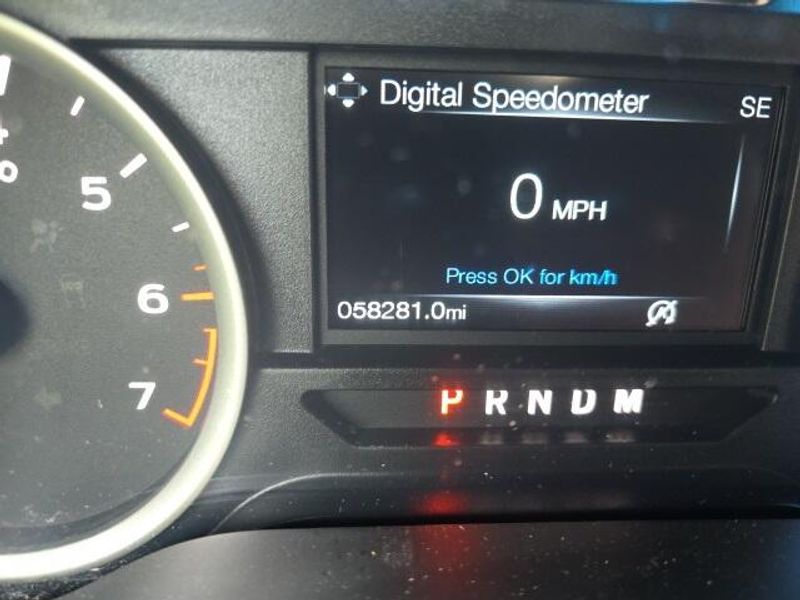 Digital Speedometer SE
5
0 MPH
Press OK for km/h
6
058281.0mi
7
P R N D M